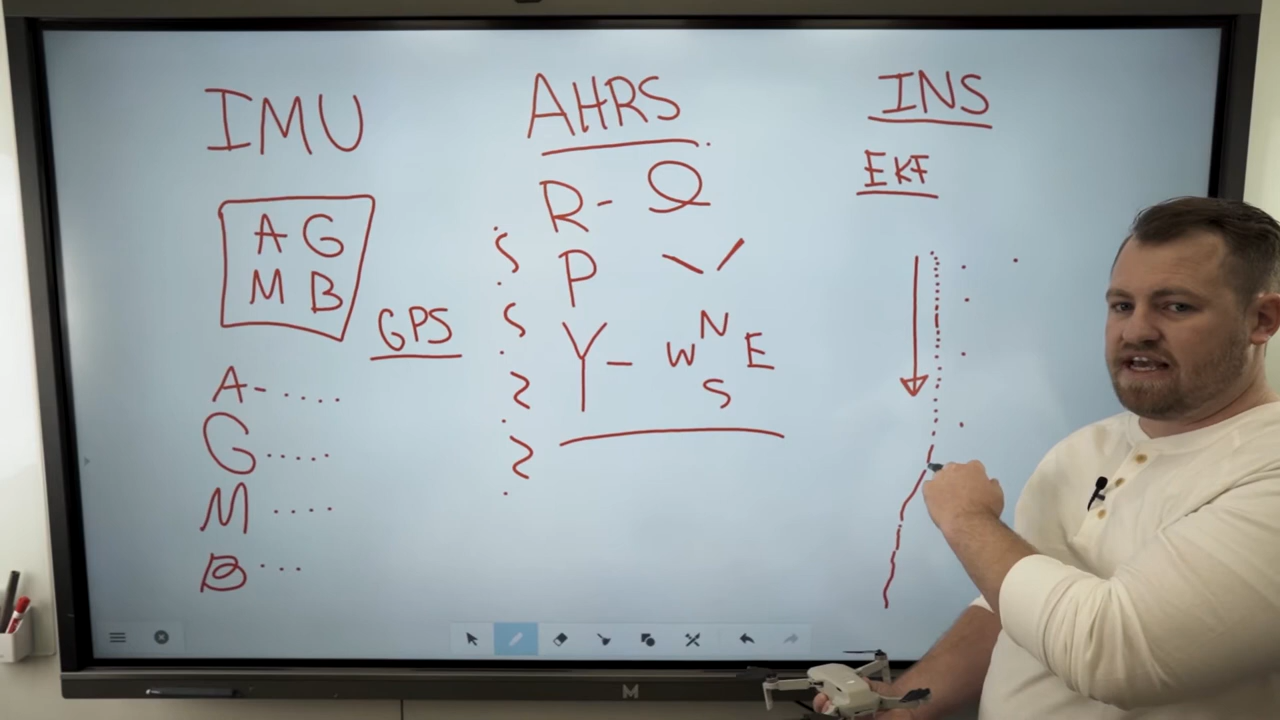 IMU
A G
M B
GPS
A - ....
G .....
M ....
B ...
AHRS
R -
P
Y - W N E
S
INS
EKF
M